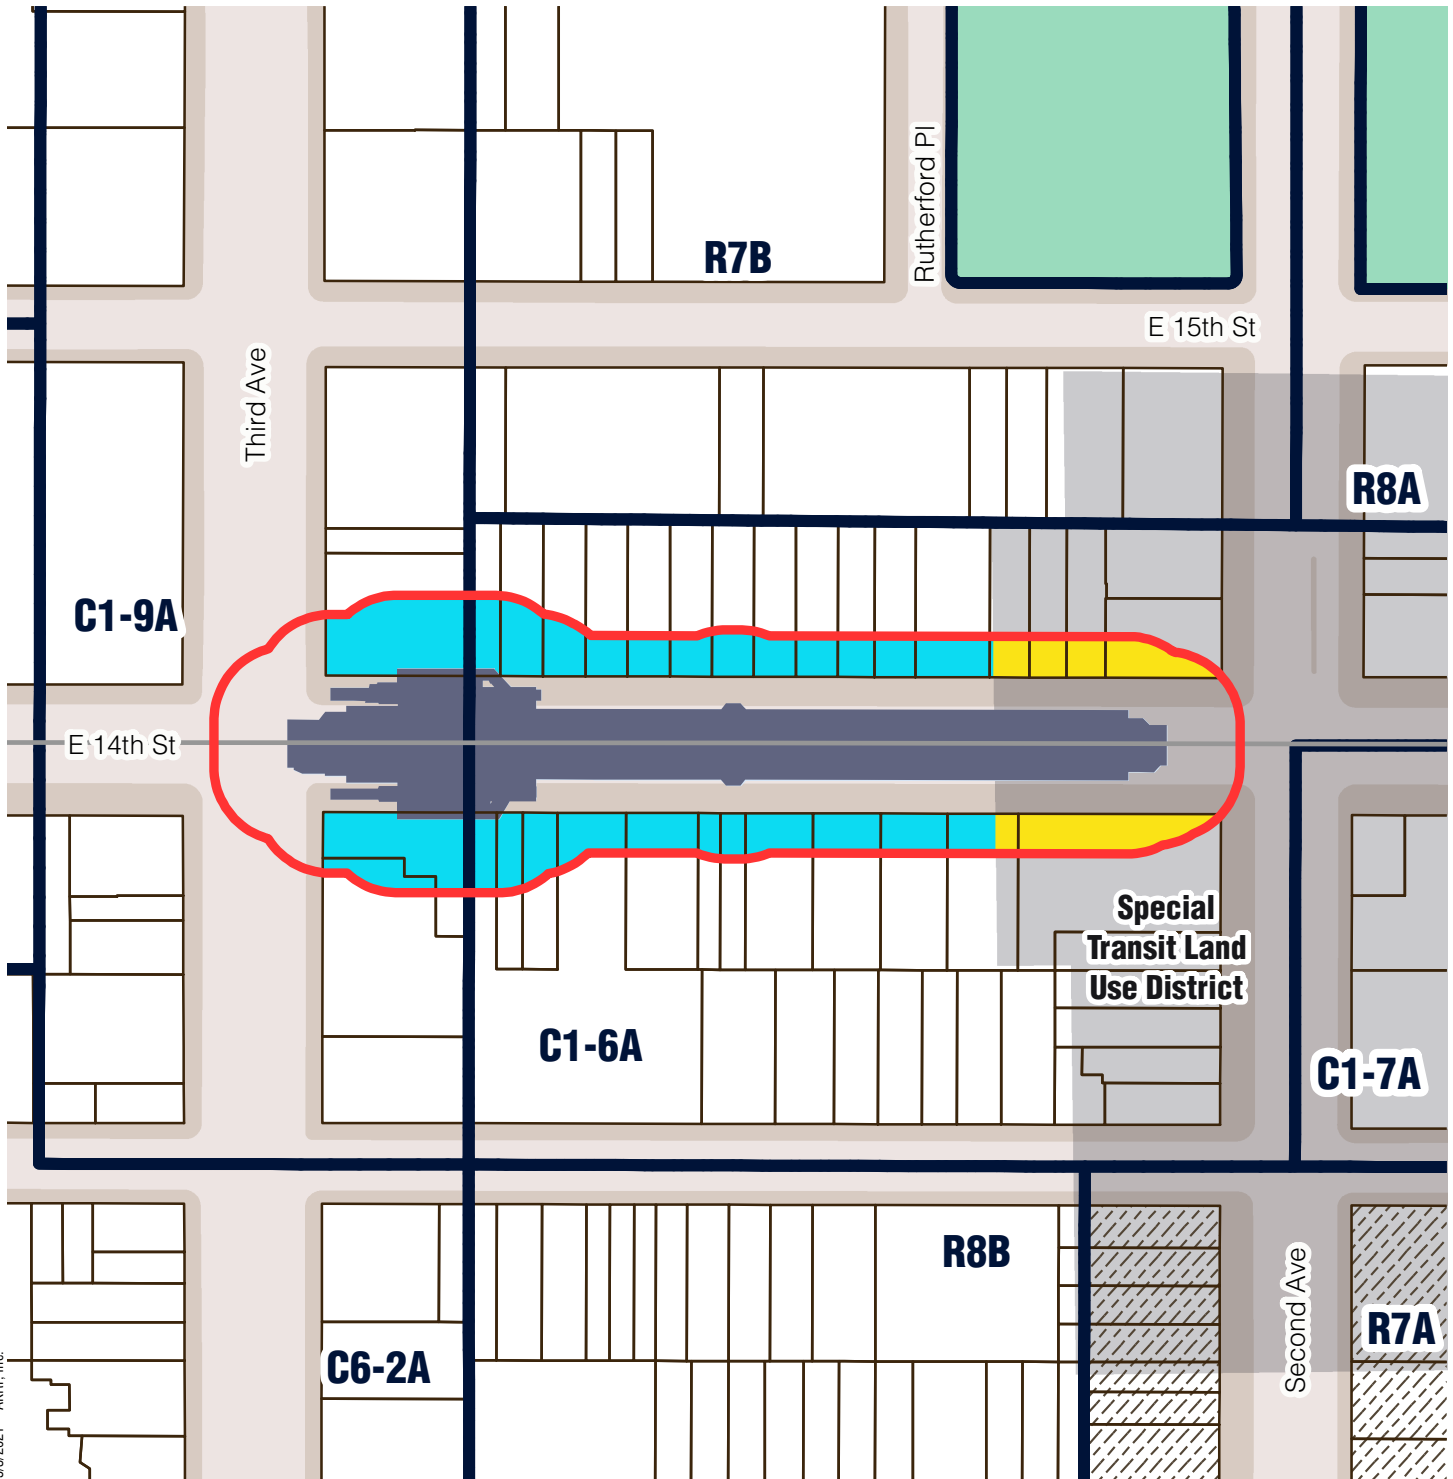 Rutherford Pl
R7B
E 15th St
Third Ave
R8A
C1-9A
E 14th St
Special
Transit Land
Use District
C1-6A
C1-7A
R8B
Second Ave
R7A
C6-2A